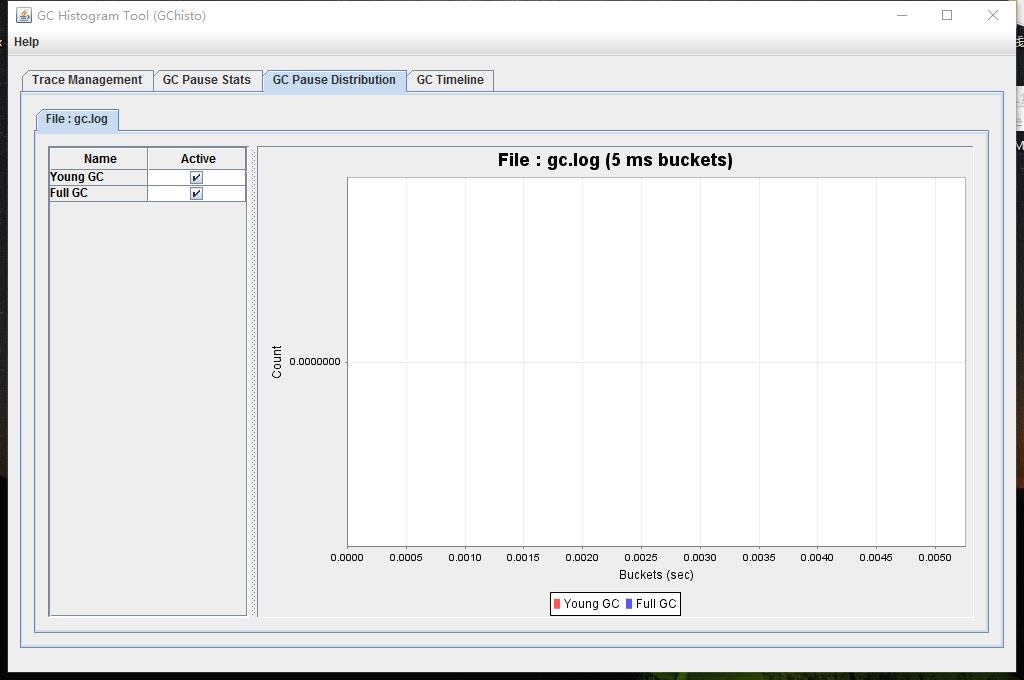 GC Histogram Tool (GChisto)
Help
Trace Management GC Pause Stats GC Pause Distribution GC Timeline
File : gc.log
Name Active
Young GC
Full GC
File : gc.log (5 ms buckets)
Count
0.0000000
0.0000 0.0005 0.0010 0.0015 0.0020 0.0025 0.0030 0.0035 0.0040 0.0045 0.0050
Buckets (sec)
Young GC Full GC